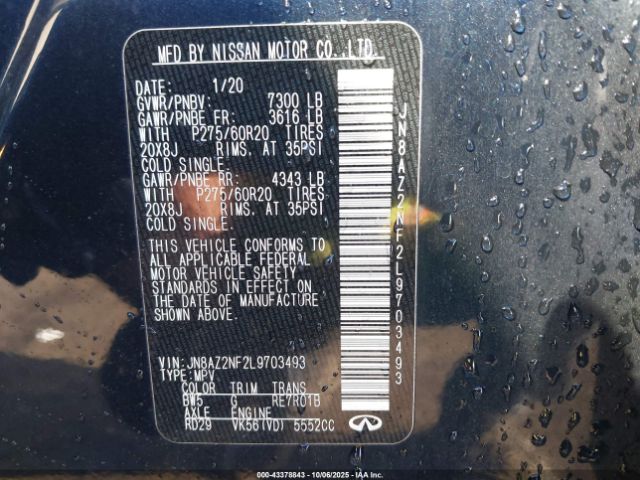 MFD BY NISSAN MOTOR CO.,LTD.
DATE: 1/20
GVWR/PNBV: 7300 LB
GAWR/PNBE FR: 3616 LB
WITH P275/60R20 TIRES
20X8J RIMS. AT 35PSI
COLD SINGLE.
GAWR/PNBE RR: 4343 LB
WITH P275/60R20 TIRES
20X8J RIMS. AT 35PSI
COLD SINGLE.
THIS VEHICLE CONFORMS TO
ALL APPLICABLE FEDERAL
MOTOR VEHICLE SAFETY
STANDARDS IN EFFECT ON
THE DATE OF MANUFACTURE
SHOWN ABOVE.
VIN: JN8AZ2NF2L9703493
TYPE: MPV
COLOR TRIM TRANS
BW5 G RE7R01B
AXLE ENGINE
RD29 VK56(VD) 5552CC
JN8AZ2NF2L9703493
000-43378843 | 10/06/2025 | IAAI.com